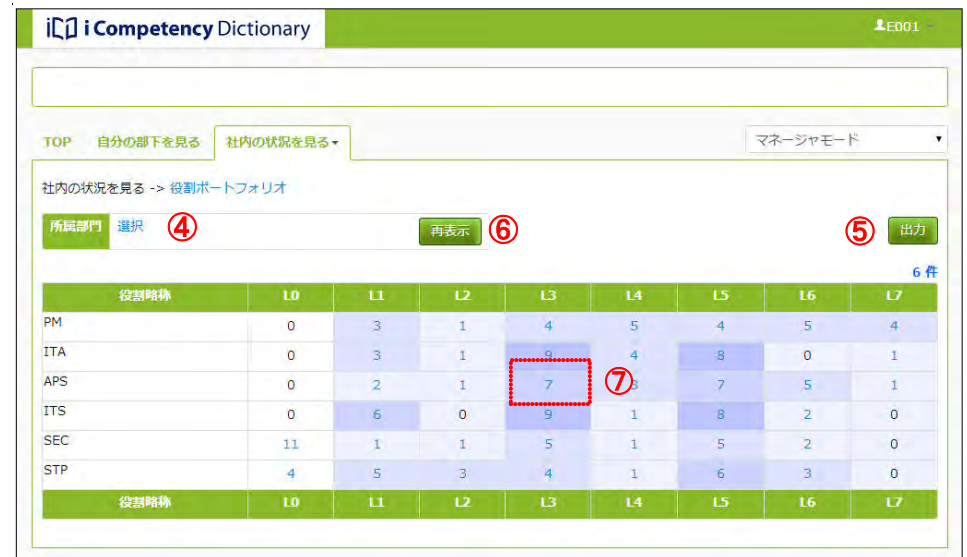 iCD i Competency Dictionary
E001
TOP 自分の部下を見る 社内の状況を見る マネージャモード
社内の状況を見る -> 役割ポートフォリオ
所属部門 選択 ④ 再表示 ⑥ ⑤ 出力
6 件
役割略称 L0 L1 L2 L3 L4 L5 L6 L7
PM 0 3 1 4 5 4 5 4
ITA 0 3 1 9 4 8 0 1
APS 0 2 1 7 ⑦ 3 7 5 1
ITS 0 6 0 9 1 8 2 0
SEC 11 1 1 5 1 5 2 0
STP 4 5 3 4 1 6 3 0
役割略称 L0 L1 L2 L3 L4 L5 L6 L7